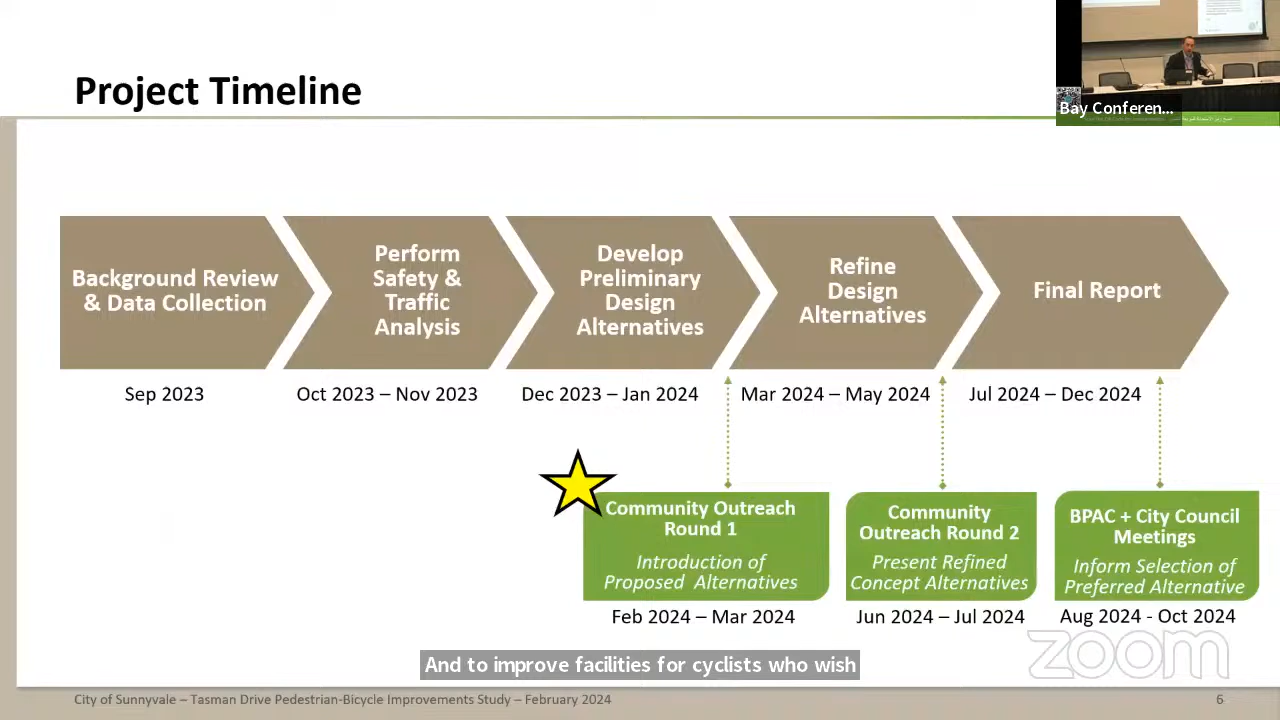 Project Timeline
Bay Conferen...
Background Review
& Data Collection
Perform
Safety &
Traffic
Analysis
Develop
Preliminary
Design
Alternatives
Refine
Design
Alternatives
Final Report
Sep 2023
Oct 2023 – Nov 2023
Dec 2023 – Jan 2024
Mar 2024 – May 2024
Jul 2024 – Dec 2024
Community Outreach
Round 1
Introduction of
Proposed Alternatives
Feb 2024 – Mar 2024
Community
Outreach Round 2
Present Refined
Concept Alternatives
Jun 2024 – Jul 2024
BPAC + City Council
Meetings
Inform Selection of
Preferred Alternative
Aug 2024 - Oct 2024
zoom
And to improve facilities for cyclists who wish
City of Sunnyvale – Tasman Drive Pedestrian-Bicycle Improvements Study – February 2024
6